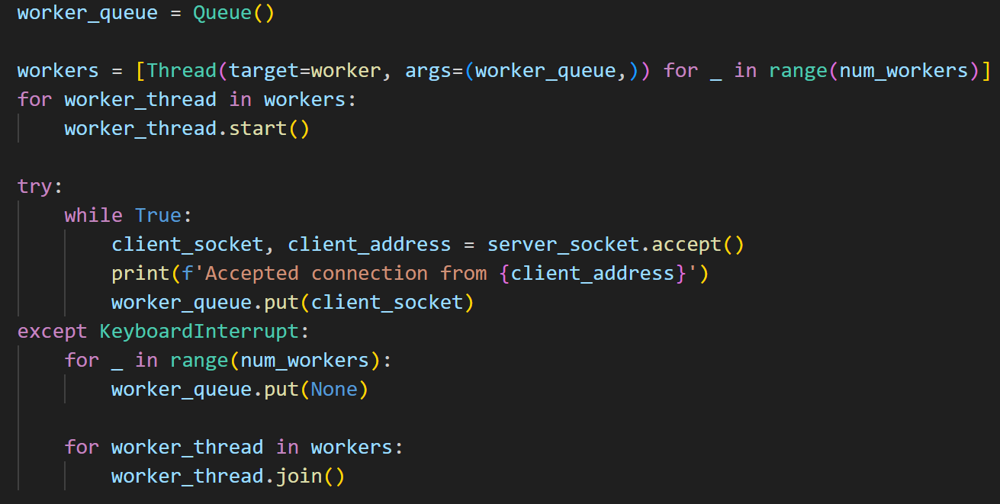 worker_queue = Queue()
workers = [Thread(target=worker, args=(worker_queue,)) for _ in range(num_workers)]
for worker_thread in workers:
    worker_thread.start()
try:
    while True:
        client_socket, client_address = server_socket.accept()
        print(f'Accepted connection from {client_address}')
        worker_queue.put(client_socket)
except KeyboardInterrupt:
    for _ in range(num_workers):
        worker_queue.put(None)
    for worker_thread in workers:
        worker_thread.join()